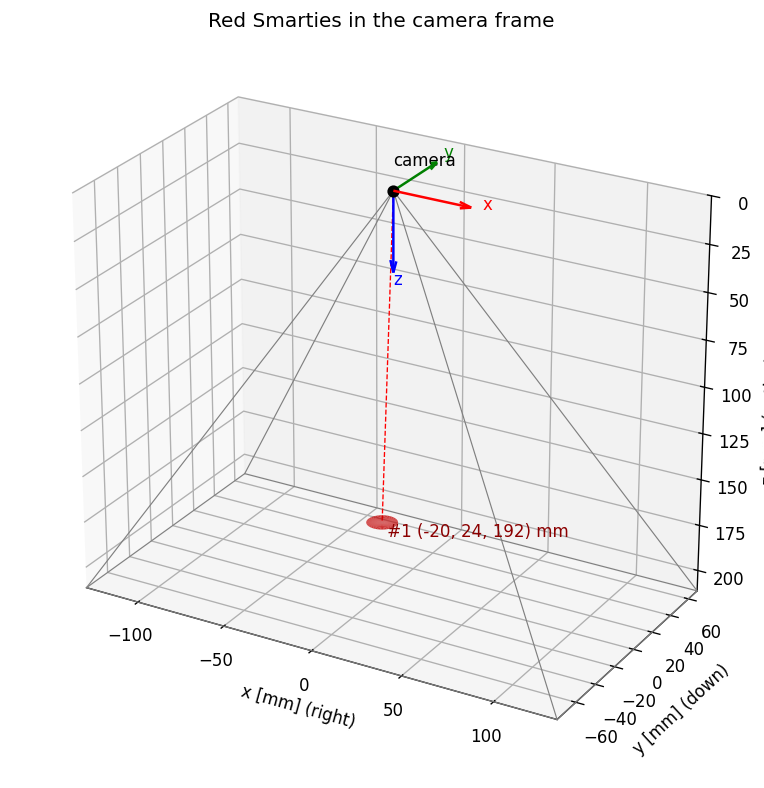 Red Smarties in the camera frame
camera
y
x
z
#1 (-20, 24, 192) mm
0
25
50
75
100
125
150
175
200
−100
−50
0
50
100
x [mm] (right)
60
40
20
0
−20
−40
−60
y [mm] (down)